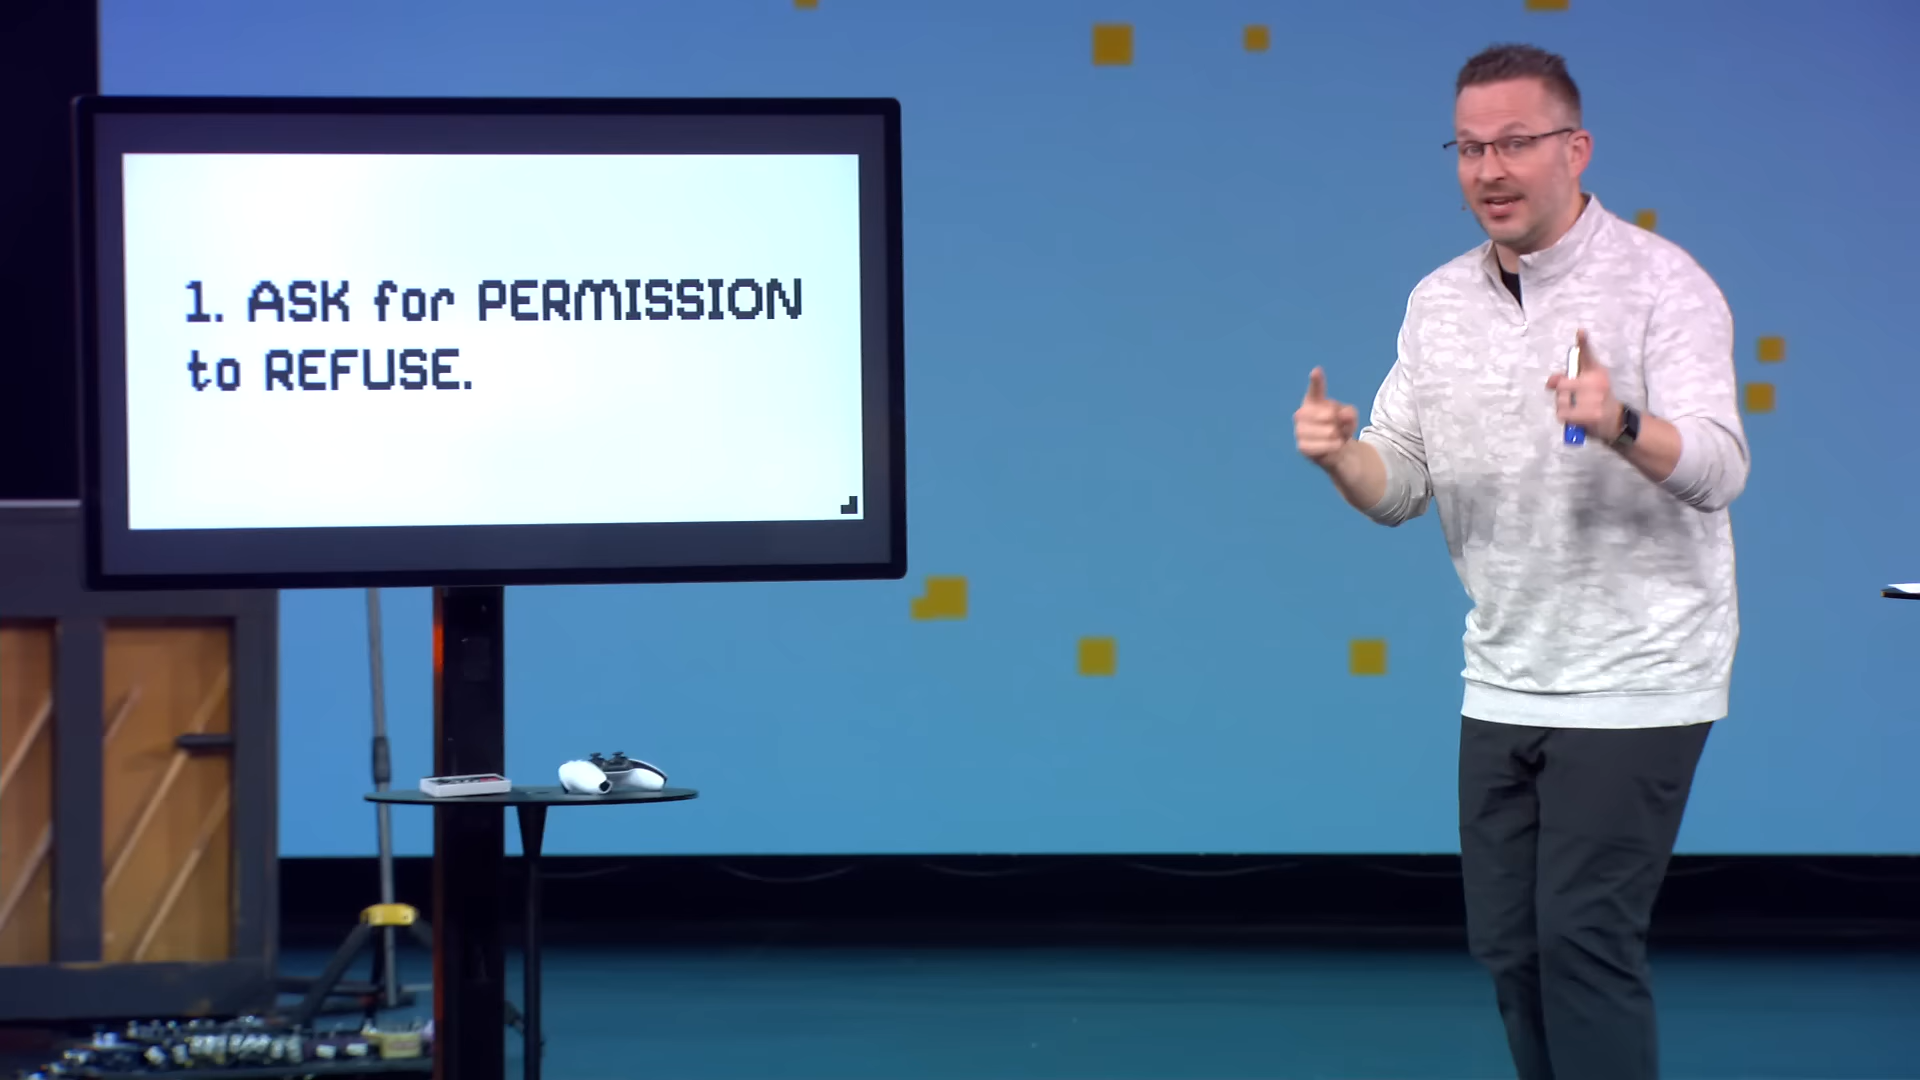 1. ASK for PERMISSION
to REFUSE.